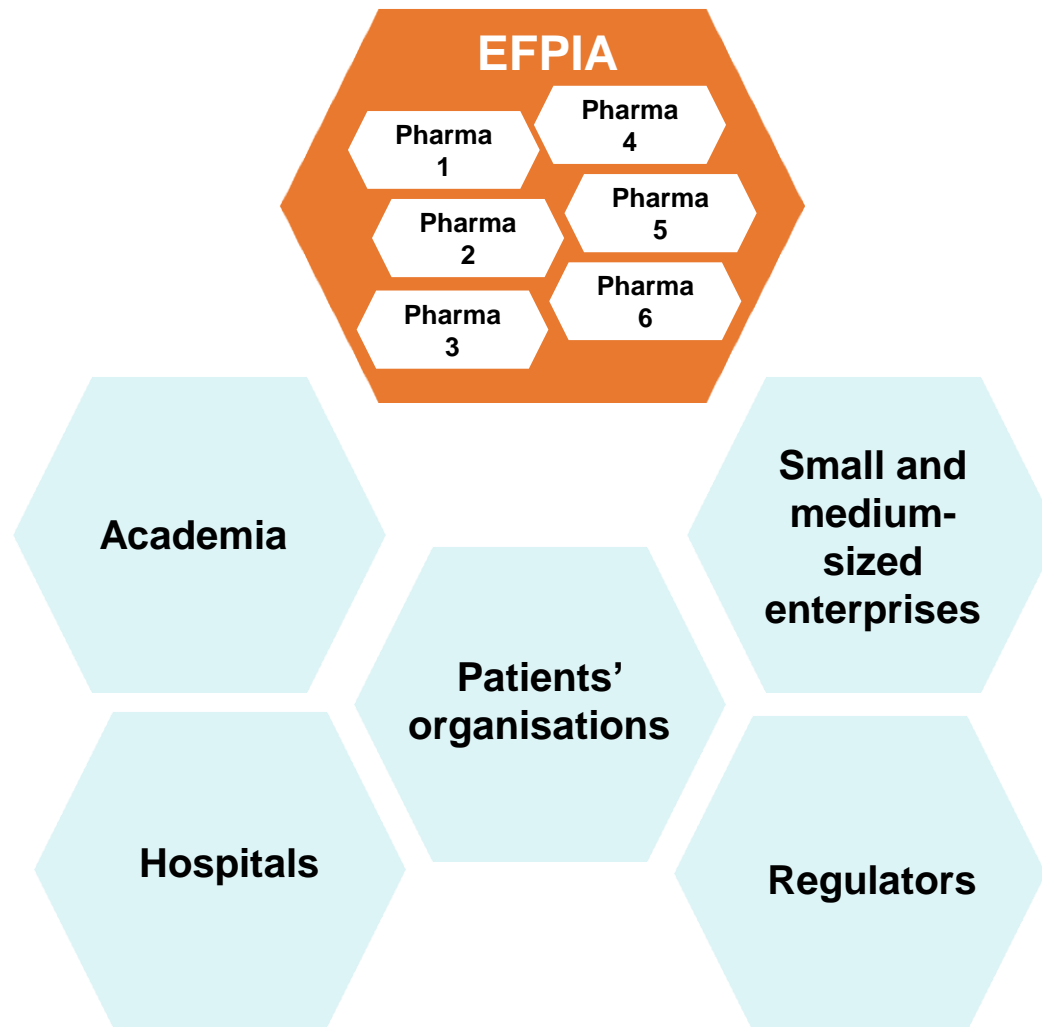 EFPIA
Pharma
1
Pharma
4
Pharma
2
Pharma
5
Pharma
3
Pharma
6
Academia
Small and
medium-
sized
enterprises
Patients’
organisations
Hospitals
Regulators